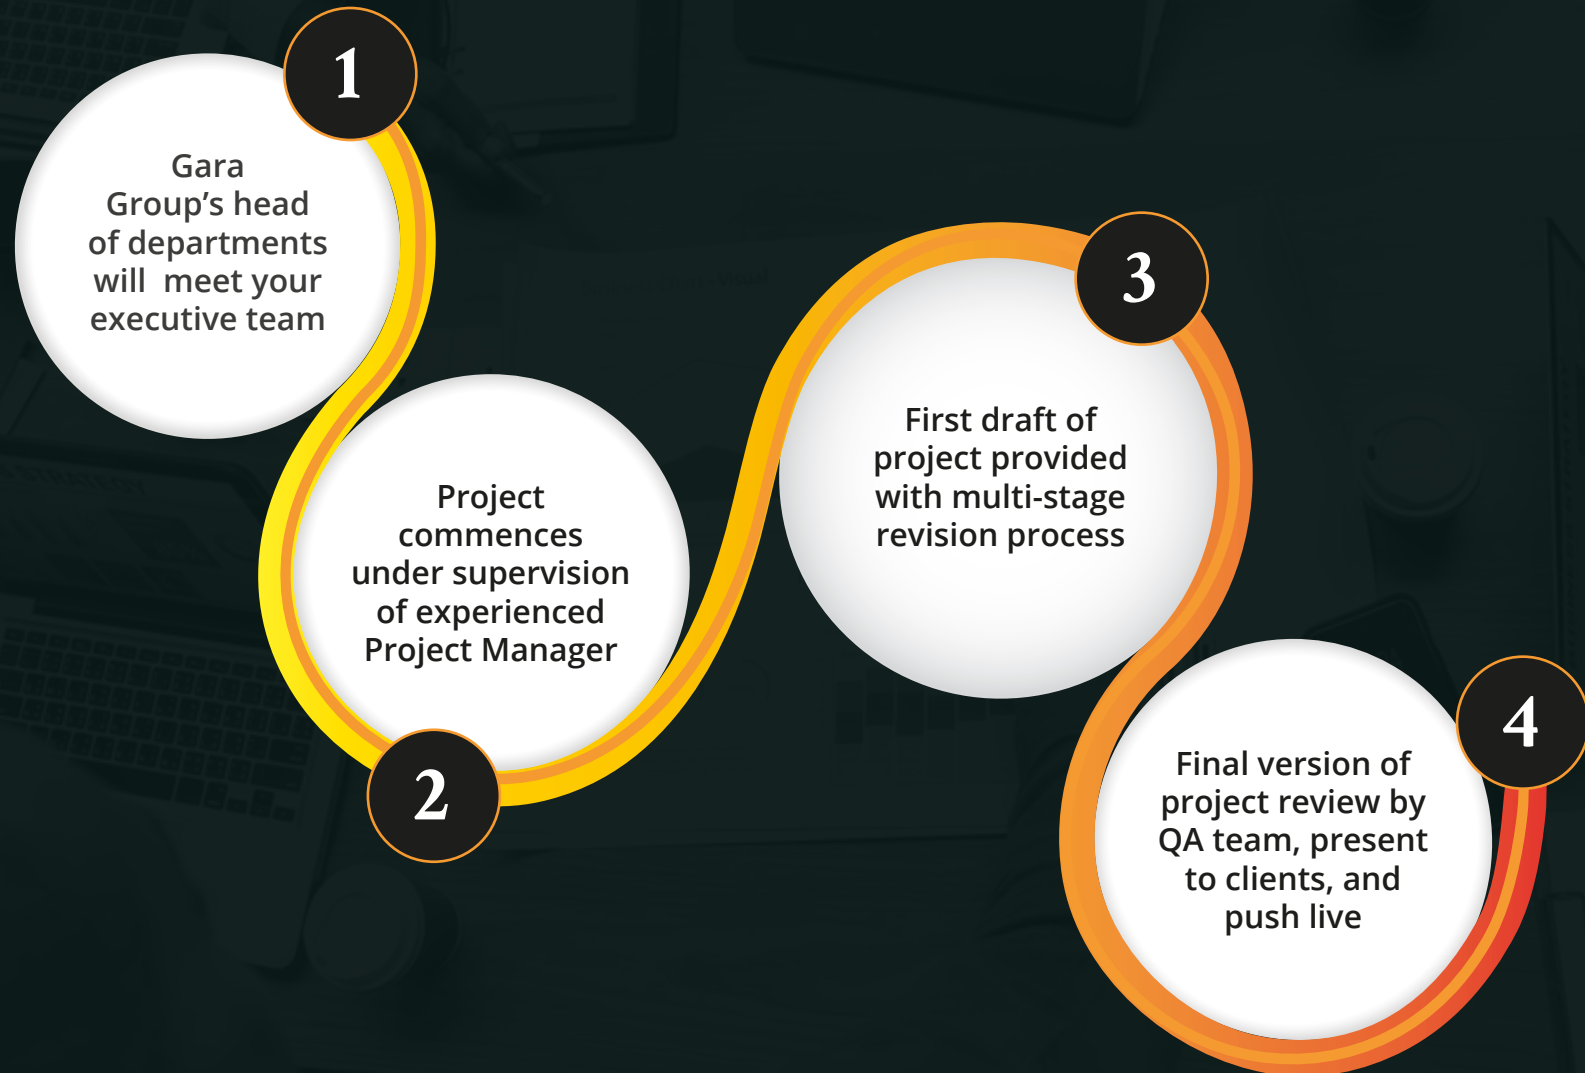 1
Gara
Group’s head
of departments
will  meet your
executive team
Project
commences
under supervision
of experienced
Project Manager
2
3
First draft of
project provided
with multi-stage
revision process
4
Final version of
project review by
QA team, present
to clients, and
push live
STRATEGY